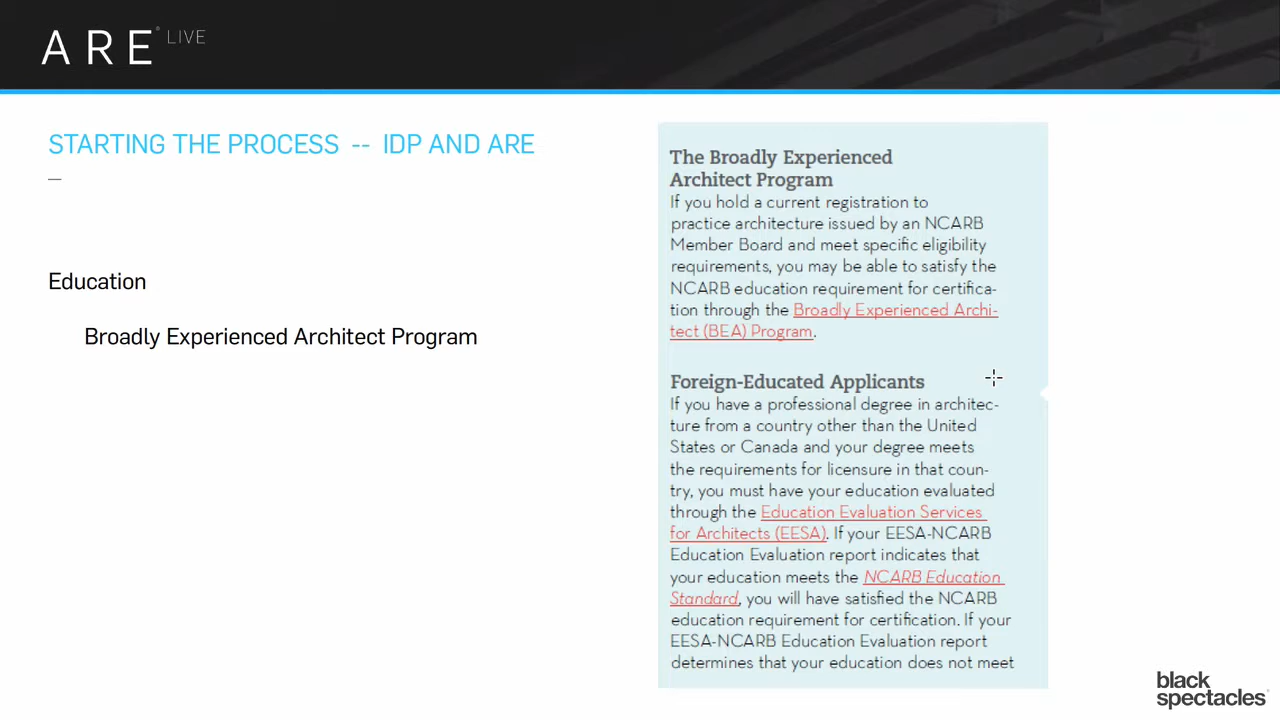 ARE® LIVE
STARTING THE PROCESS -- IDP AND ARE
—
Education
Broadly Experienced Architect Program
The Broadly Experienced
Architect Program
If you hold a current registration to
practice architecture issued by an NCARB
Member Board and meet specific eligibility
requirements, you may be able to satisfy the
NCARB education requirement for certifica-
tion through the Broadly Experienced Archi-
tect (BEA) Program.
Foreign-Educated Applicants
If you have a professional degree in architec-
ture from a country other than the United
States or Canada and your degree meets
the requirements for licensure in that coun-
try, you must have your education evaluated
through the Education Evaluation Services
for Architects (EESA). If your EESA-NCARB
Education Evaluation report indicates that
your education meets the NCARB Education
Standard, you will have satisfied the NCARB
education requirement for certification. If your
EESA-NCARB Education Evaluation report
determines that your education does not meet
black
spectacles